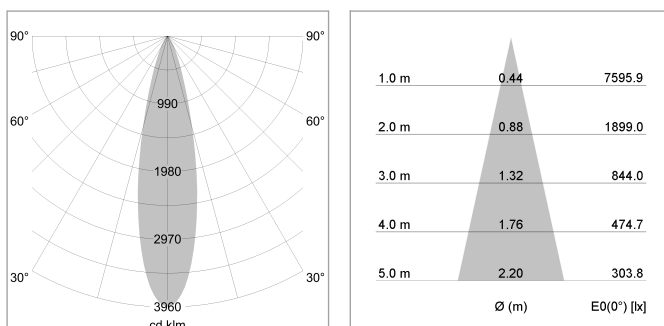 90° 90°
990
60° 60°
1980
2970
30° 30°
3960
cd klm
1.0 m 0.44 7595.9
2.0 m 0.88 1899.0
3.0 m 1.32 844.0
4.0 m 1.76 474.7
5.0 m 2.20 303.8
Ø (m) E0(0°) [lx]